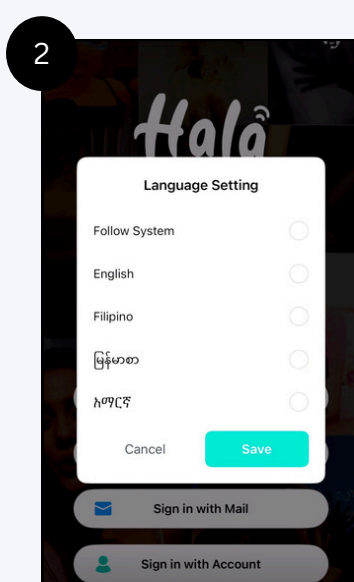 2
Hala
Language Setting
Follow System
English
Filipino
မြန်မာစာ
አማርኛ
Cancel
Save
Sign in with Mail
Sign in with Account